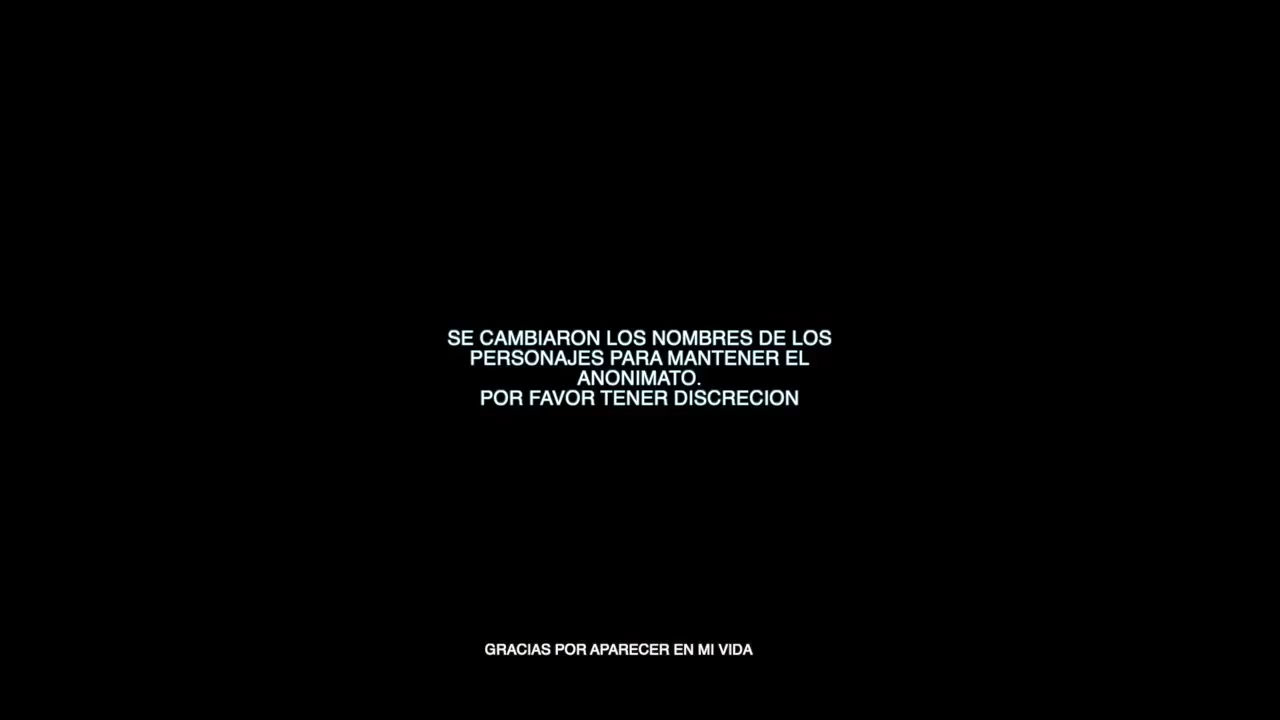 SE CAMBIARON LOS NOMBRES DE LOS
PERSONAJES PARA MANTENER EL
ANONIMATO.
POR FAVOR TENER DISCRECION
GRACIAS POR APARECER EN MI VIDA